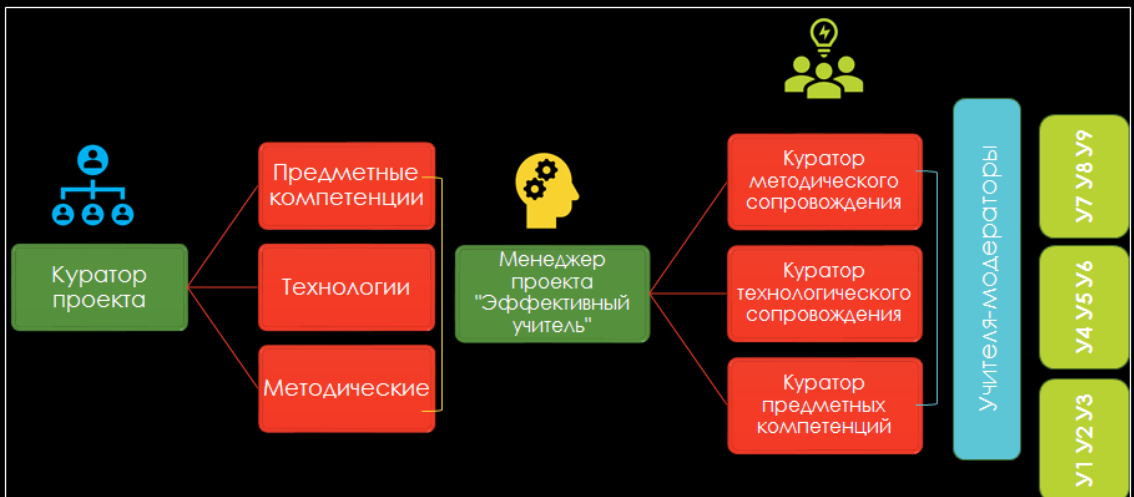 Куратор
проекта
Предметные
компетенции
Технологии
Методические
Менеджер
проекта
"Эффективный
учитель"
Куратор
методического
сопровождения
Куратор
технологического
сопровождения
Куратор
предметных
компетенций
Учителя-модераторы
У7 У8 У9
У4 У5 У6
У1 У2 У3